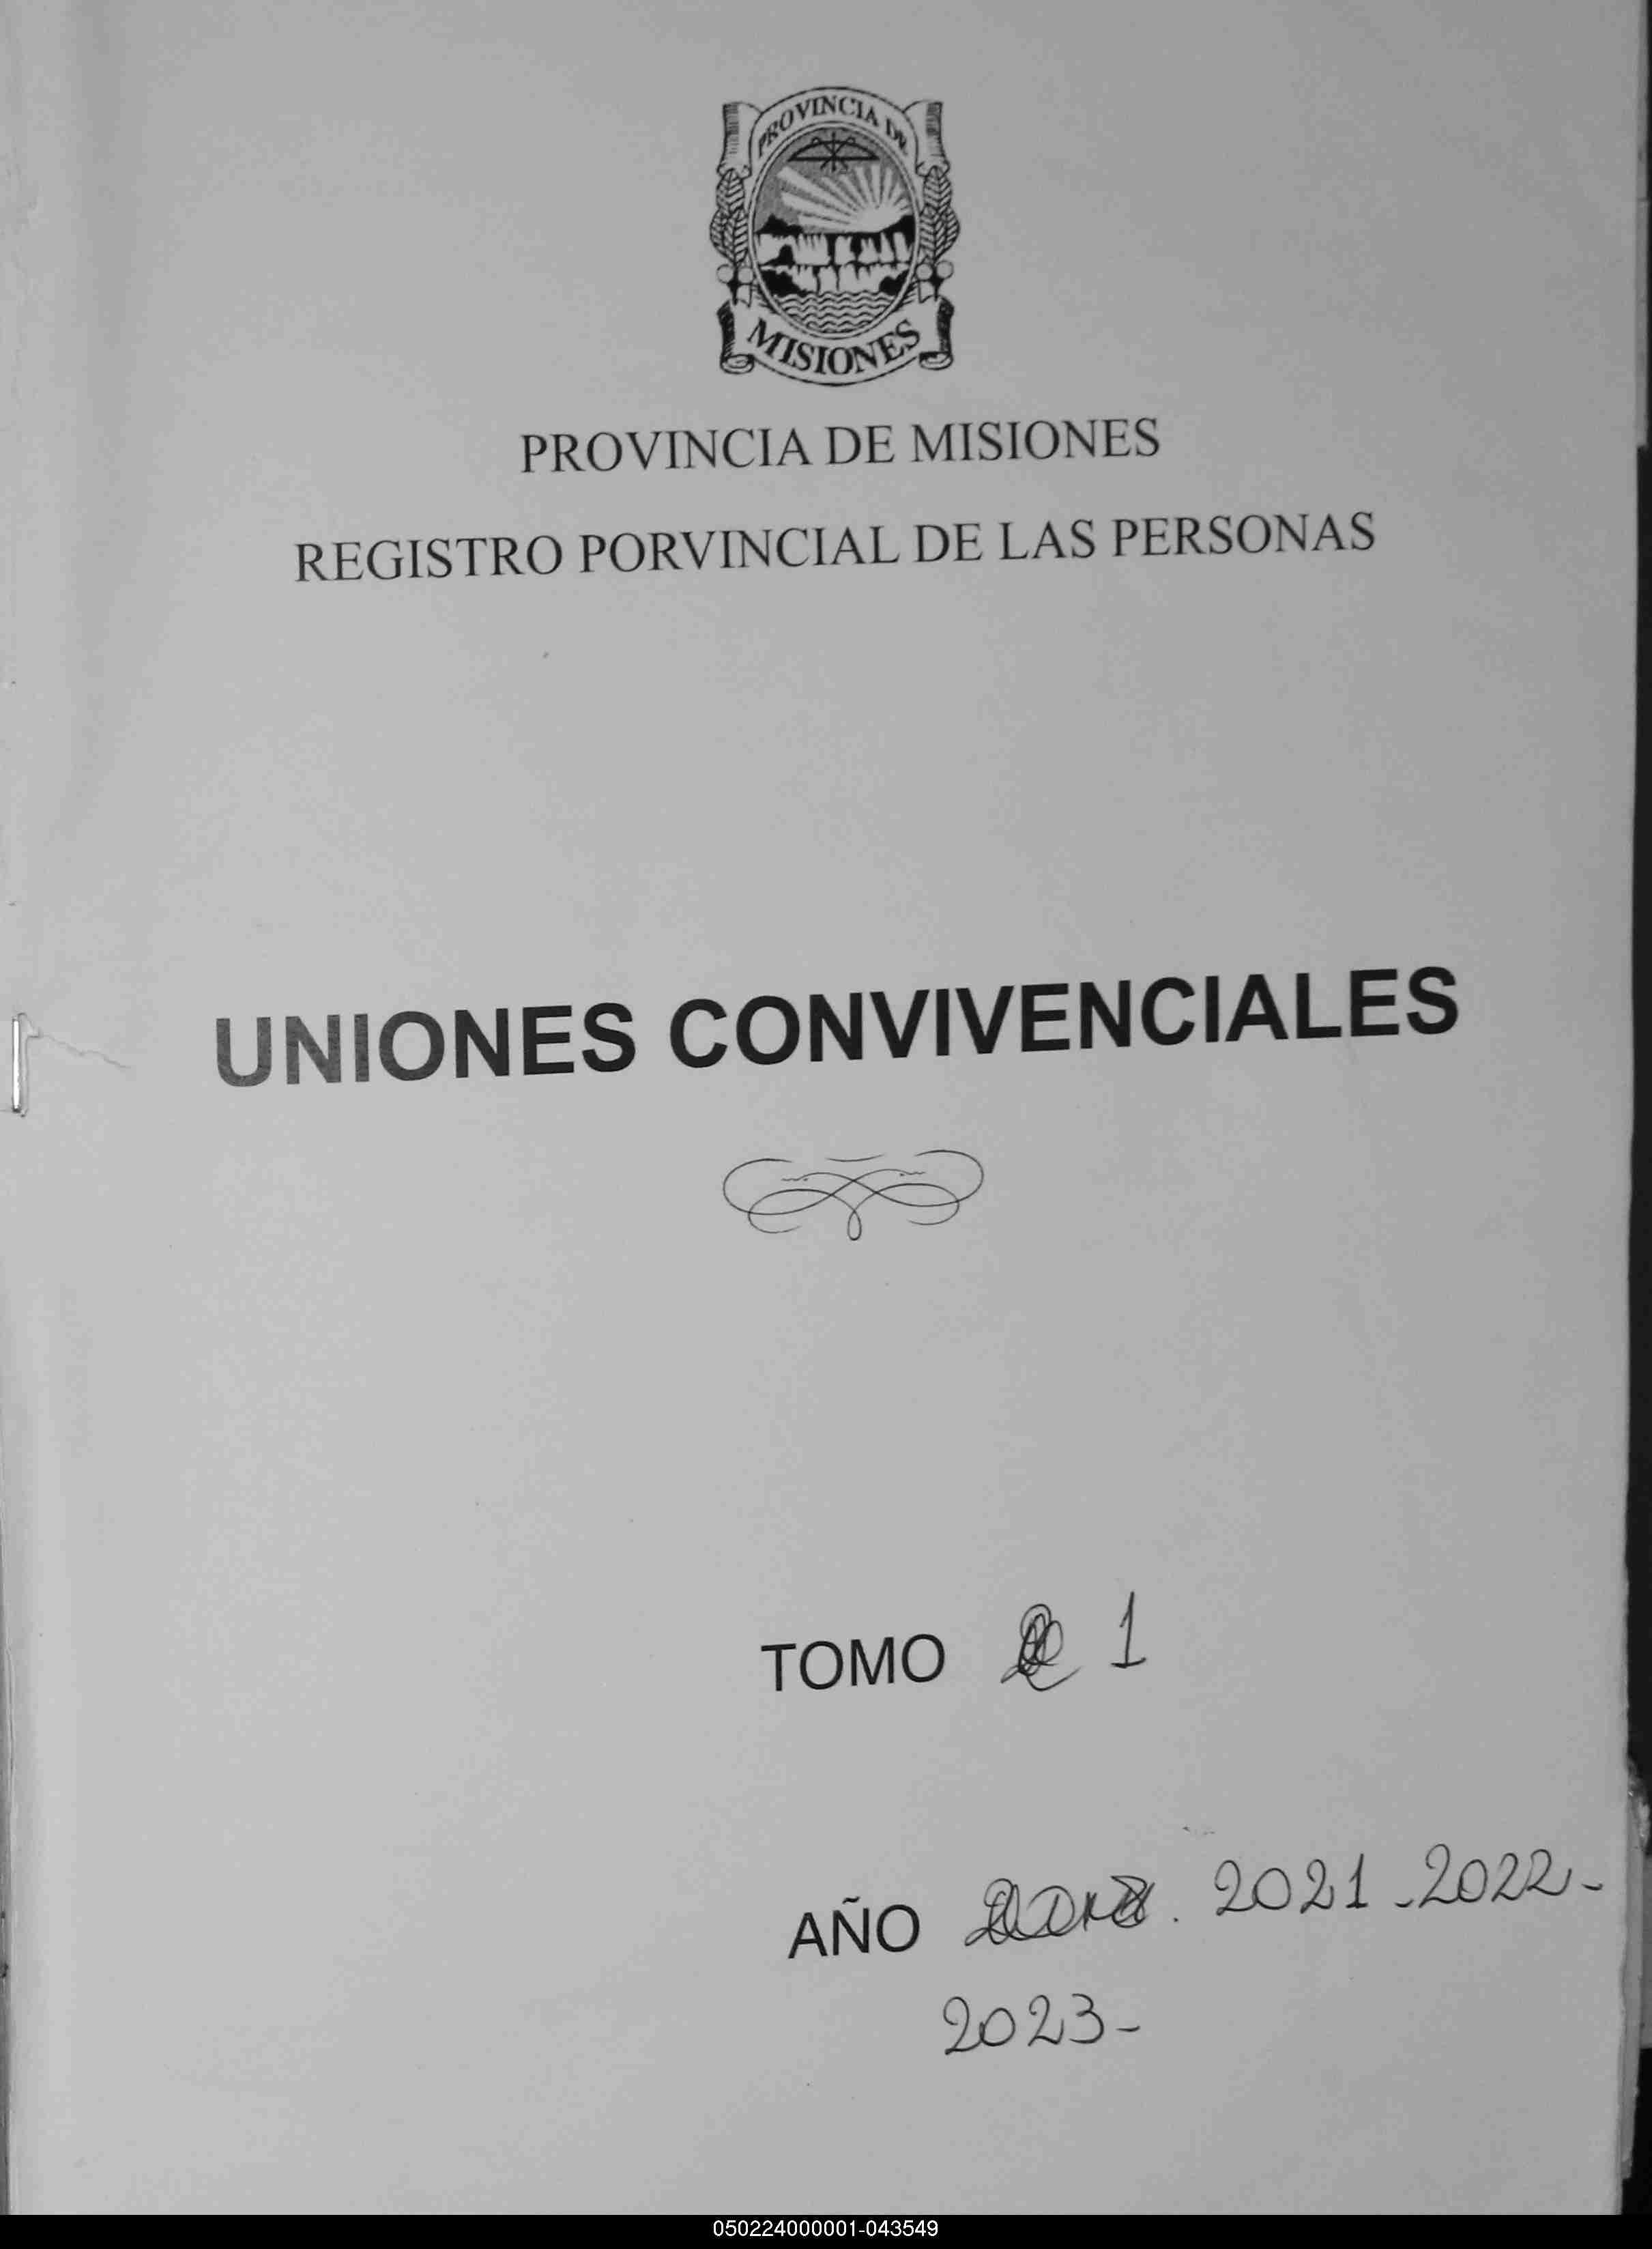 PROVINCIA DE
MISIONES
PROVINCIA DE MISIONES
REGISTRO PORVINCIAL DE LAS PERSONAS
UNIONES CONVIVENCIALES
TOMO 1
AÑO 2021-2022-
2023-
050224000001-043549